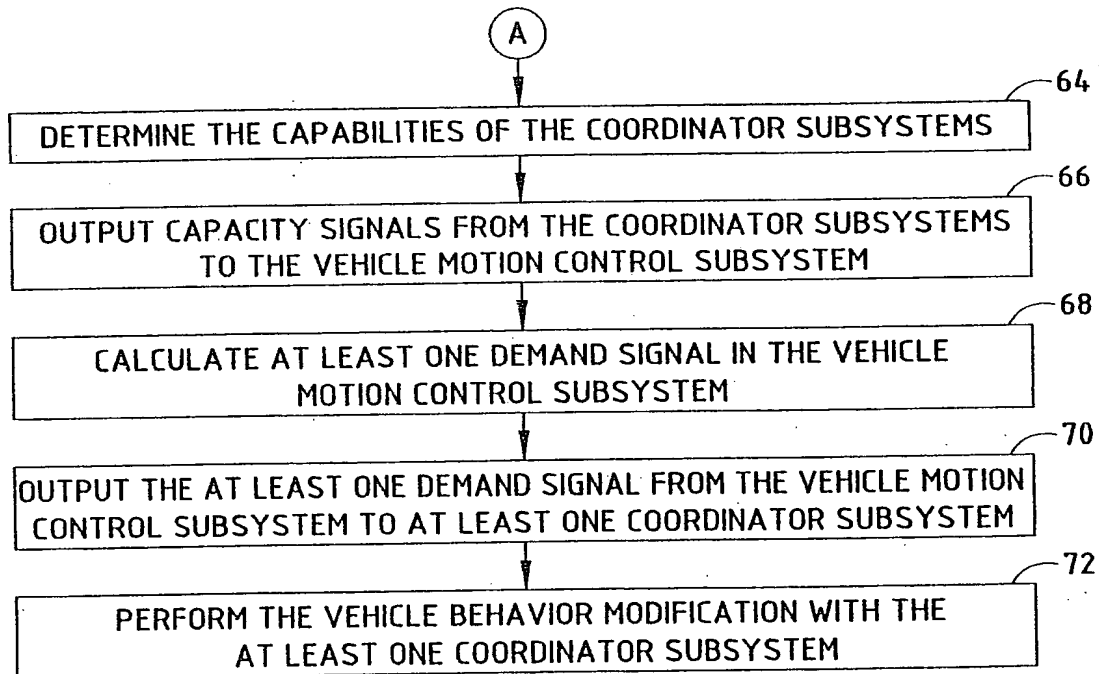 A
64
DETERMINE THE CAPABILITIES OF THE COORDINATOR SUBSYSTEMS
66
OUTPUT CAPACITY SIGNALS FROM THE COORDINATOR SUBSYSTEMS
TO THE VEHICLE MOTION CONTROL SUBSYSTEM
68
CALCULATE AT LEAST ONE DEMAND SIGNAL IN THE VEHICLE
MOTION CONTROL SUBSYSTEM
70
OUTPUT THE AT LEAST ONE DEMAND SIGNAL FROM THE VEHICLE MOTION
CONTROL SUBSYSTEM TO AT LEAST ONE COORDINATOR SUBSYSTEM
72
PERFORM THE VEHICLE BEHAVIOR MODIFICATION WITH THE
AT LEAST ONE COORDINATOR SUBSYSTEM